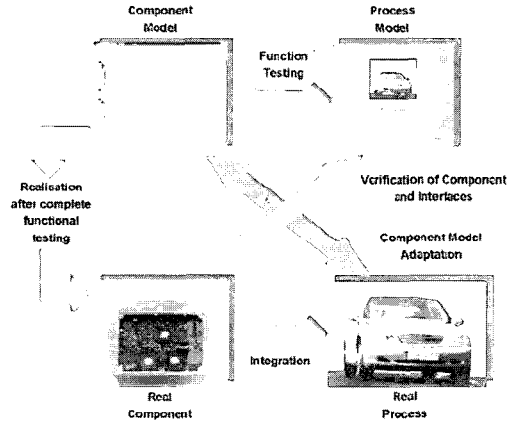 Component
Model
Process
Model
Function
Testing
Realisation
after complete
functional
testing
Verification of Component
and Interfaces
Component Model
Adaptation
Integration
Real
Component
Real
Process